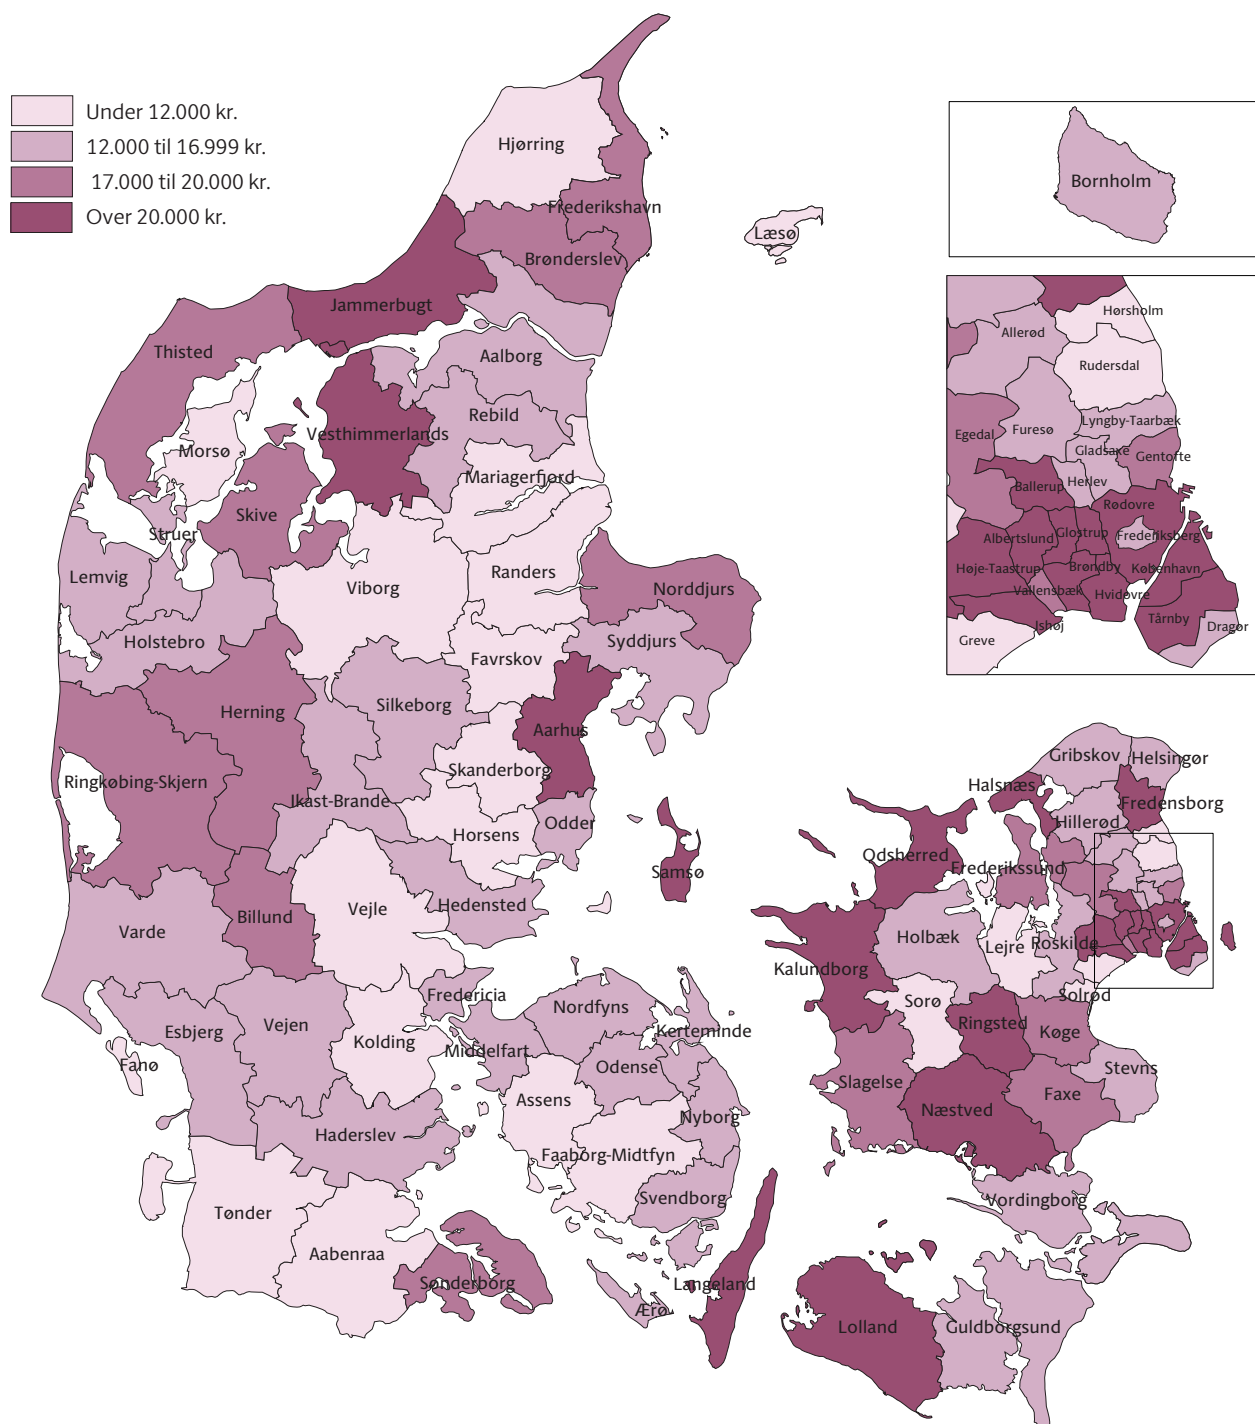 Under 12.000 kr.
12.000 til 16.999 kr.
17.000 til 20.000 kr.
Over 20.000 kr.
Hjørring
Frederikshavn
Læsø
Brønderslev
Jammerbugt
Thisted
Aalborg
Rebild
Vesthimmerlands
Morsø
Mariagerfjord
Skive
Struer
Lemvig
Viborg
Randers
Norddjurs
Holstebro
Favrskov
Syddjurs
Silkeborg
Herning
Aarhus
Skanderborg
Ringkøbing-Skjern
Ikast-Brande
Horsens
Odder
Samsø
Hedensted
Vejle
Billund
Varde
Fredericia
Nordfyns
Esbjerg
Vejen
Kolding
Middelfart
Kerteminde
Fanø
Odense
Assens
Nyborg
Haderslev
Faaborg-Midtfyn
Svendborg
Tønder
Aabenraa
Sønderborg
Langeland
Ærø
Bornholm
Hørsholm
Allerød
Rudersdal
Lyngby-Taarbæk
Egedal
Furesø
Gladsaxe
Gentofte
Ballerup
Herlev
Rødovre
Albertslund
Glostrup
Frederiksberg
Høje-Taastrup
Brøndby
København
Vallensbæk
Hvidovre
Ishøj
Tårnby
Dragør
Greve
Gribskov
Helsingør
Halsnæs
Fredensborg
Hillerød
Odsherred
Frederikssund
Holbæk
Lejre
Roskilde
Kalundborg
Solrød
Sorø
Ringsted
Køge
Stevns
Slagelse
Faxe
Næstved
Vordingborg
Lolland
Guldborgsund